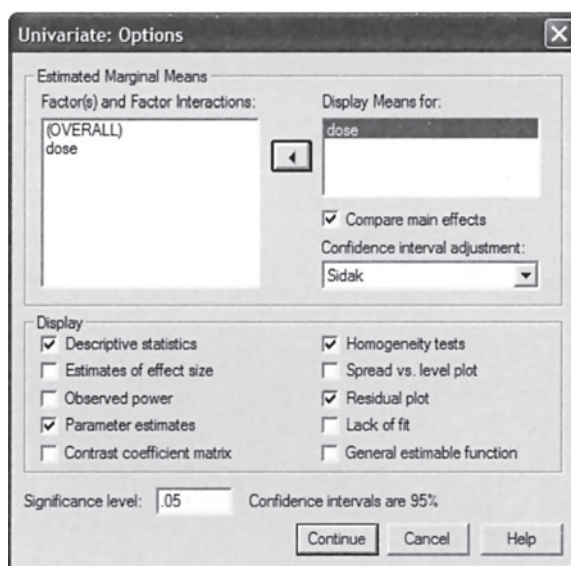 Univariate: Options
Estimated Marginal Means
Factor(s) and Factor Interactions:
(OVERALL)
dose
Display Means for:
dose
Compare main effects
Confidence interval adjustment:
Sidak
Display
Descriptive statistics
Estimates of effect size
Observed power
Parameter estimates
Contrast coefficient matrix
Homogeneity tests
Spread vs. level plot
Residual plot
Lack of fit
General estimable function
Significance level: .05 Confidence intervals are 95%
Continue Cancel Help